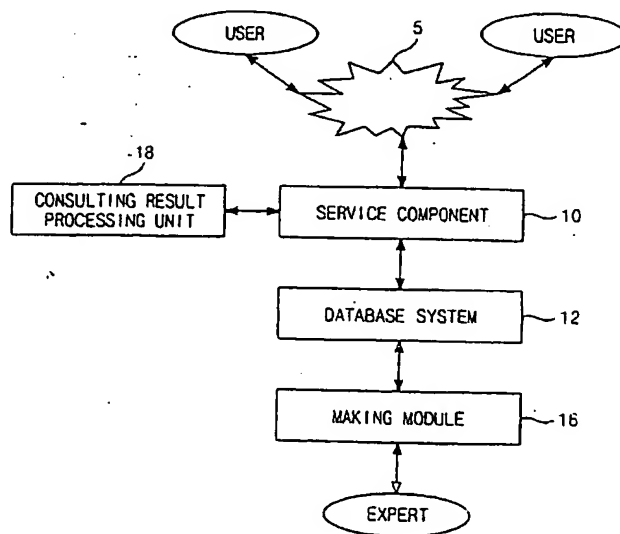 5
USER
USER
18
CONSULTING RESULT
PROCESSING UNIT
SERVICE COMPONENT
10
DATABASE SYSTEM
12
MAKING MODULE
16
EXPERT